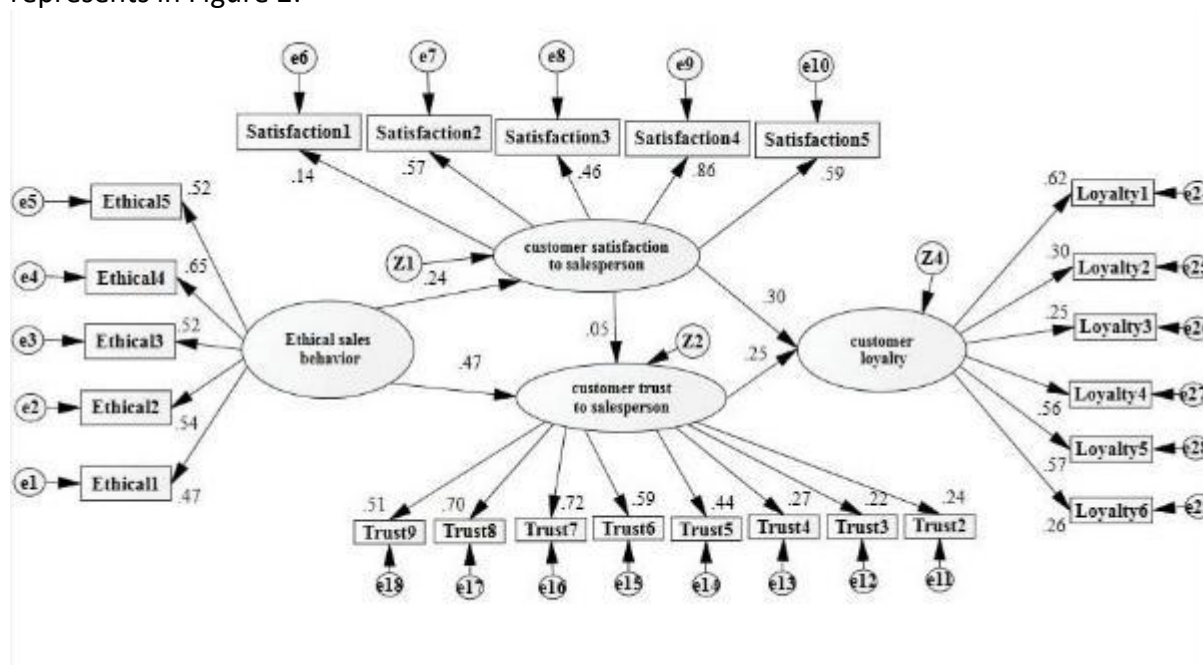 represents in Figure 2.
e6 e7 e8 e9 e10
Satisfaction1 Satisfaction2 Satisfaction3 Satisfaction4 Satisfaction5
.14 .57 .46 .86 .59
e5 Ethical5 .52
e4 Ethical4 .65
e3 Ethical3 .52
e2 Ethical2 .54
e1 Ethical1 .47
Ethical sales
behavior
Z1
.24
customer satisfaction
to salesperson
.47
.05
Z2
customer trust
to salesperson
.30
.25
Z4
customer
loyalty
.62 Loyalty1
.30 Loyalty2
.25 Loyalty3
Loyalty4 e27
.56 Loyalty5
.57
.26 Loyalty6
.51 .70 .72 .59 .44 .27 .22 .24
Trust9 Trust8 Trust7 Trust6 Trust5 Trust4 Trust3 Trust2
e18 e17 e16 e15 e14 e13 e12 e11